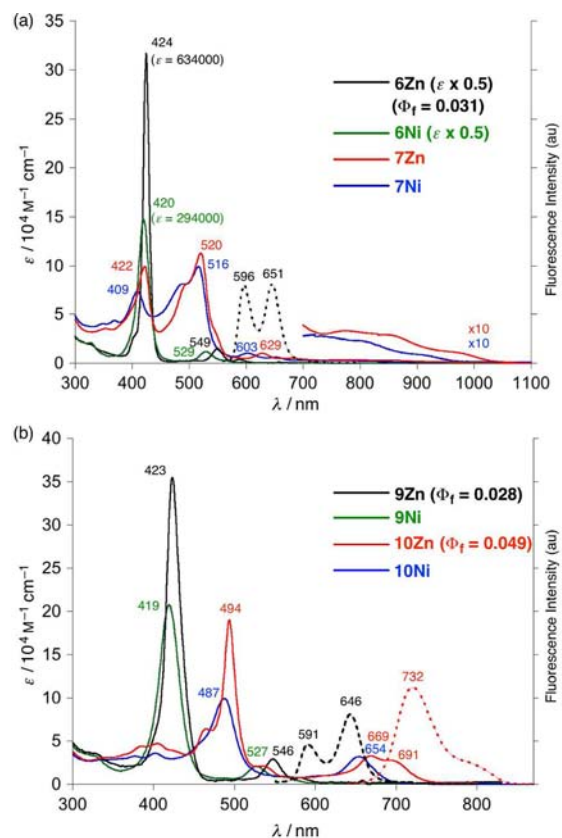 (a)
35
30
25
20
15
10
5
0
ε / 10⁴ M⁻¹ cm⁻¹
424
(ε = 634000)
420
(ε = 294000)
422
409
520
516
529
549
596
651
603
629
x10
x10
6Zn (ε x 0.5)
(Φf = 0.031)
6Ni (ε x 0.5)
7Zn
7Ni
Fluorescence Intensity (au)
300 400 500 600 700 800 900 1000 1100
λ / nm
(b)
40
35
30
25
20
15
10
5
0
ε / 10⁴ M⁻¹ cm⁻¹
423
419
494
487
527
546
591
646
669
654
691
732
9Zn (Φf = 0.028)
9Ni
10Zn (Φf = 0.049)
10Ni
Fluorescence Intensity (au)
300 400 500 600 700 800
λ / nm